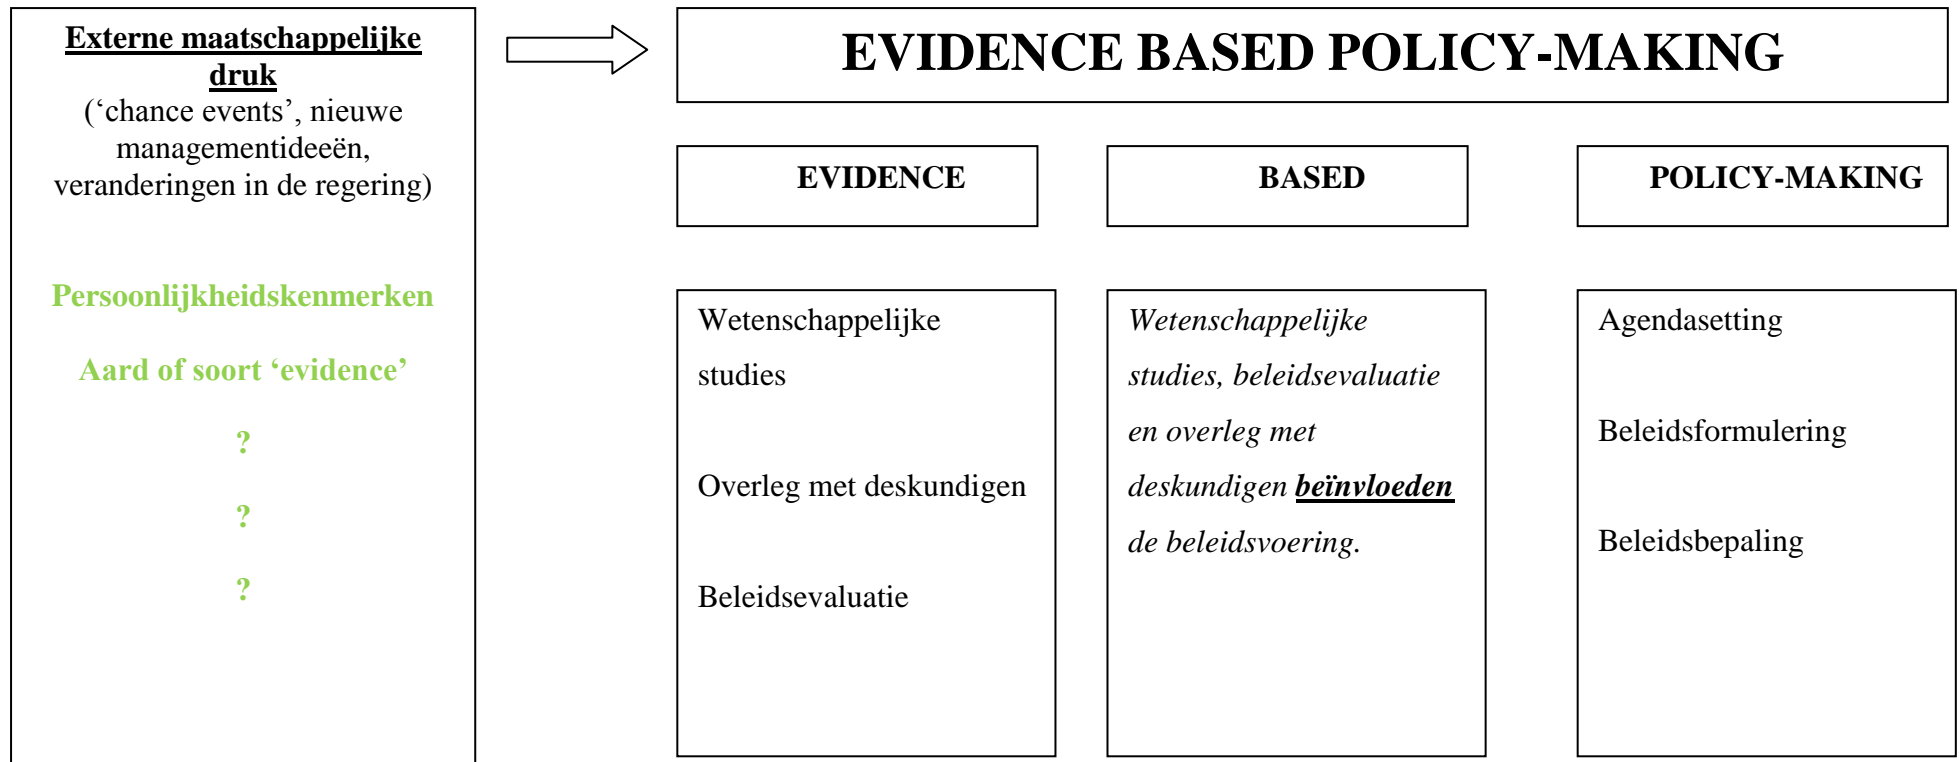 Externe maatschappelijke
druk
(‘chance events’, nieuwe
managementideeën,
veranderingen in de regering)
Persoonlijkheidskenmerken
Aard of soort ‘evidence’
?
?
?
EVIDENCE BASED POLICY-MAKING
EVIDENCE
Wetenschappelijke
studies
Overleg met deskundigen
Beleidsevaluatie
BASED
Wetenschappelijke
studies, beleidsevaluatie
en overleg met
deskundigen beïnvloeden
de beleidsvoering.
POLICY-MAKING
Agendasetting
Beleidsformulering
Beleidsbepaling